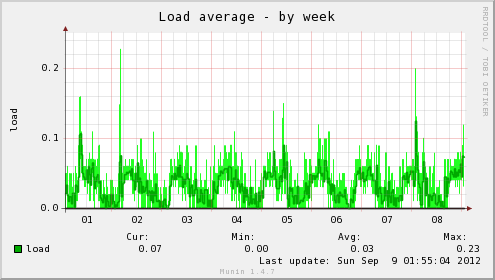 Load average - by week
RRDTOOL / TOBI OETIKER
load
0.2
0.1
0.0
01 02 03 04 05 06 07 08
Cur: Min: Avg: Max:
load 0.07 0.00 0.03 0.23
Last update: Sun Sep 9 01:55:04 2012
Munin 1.4.7